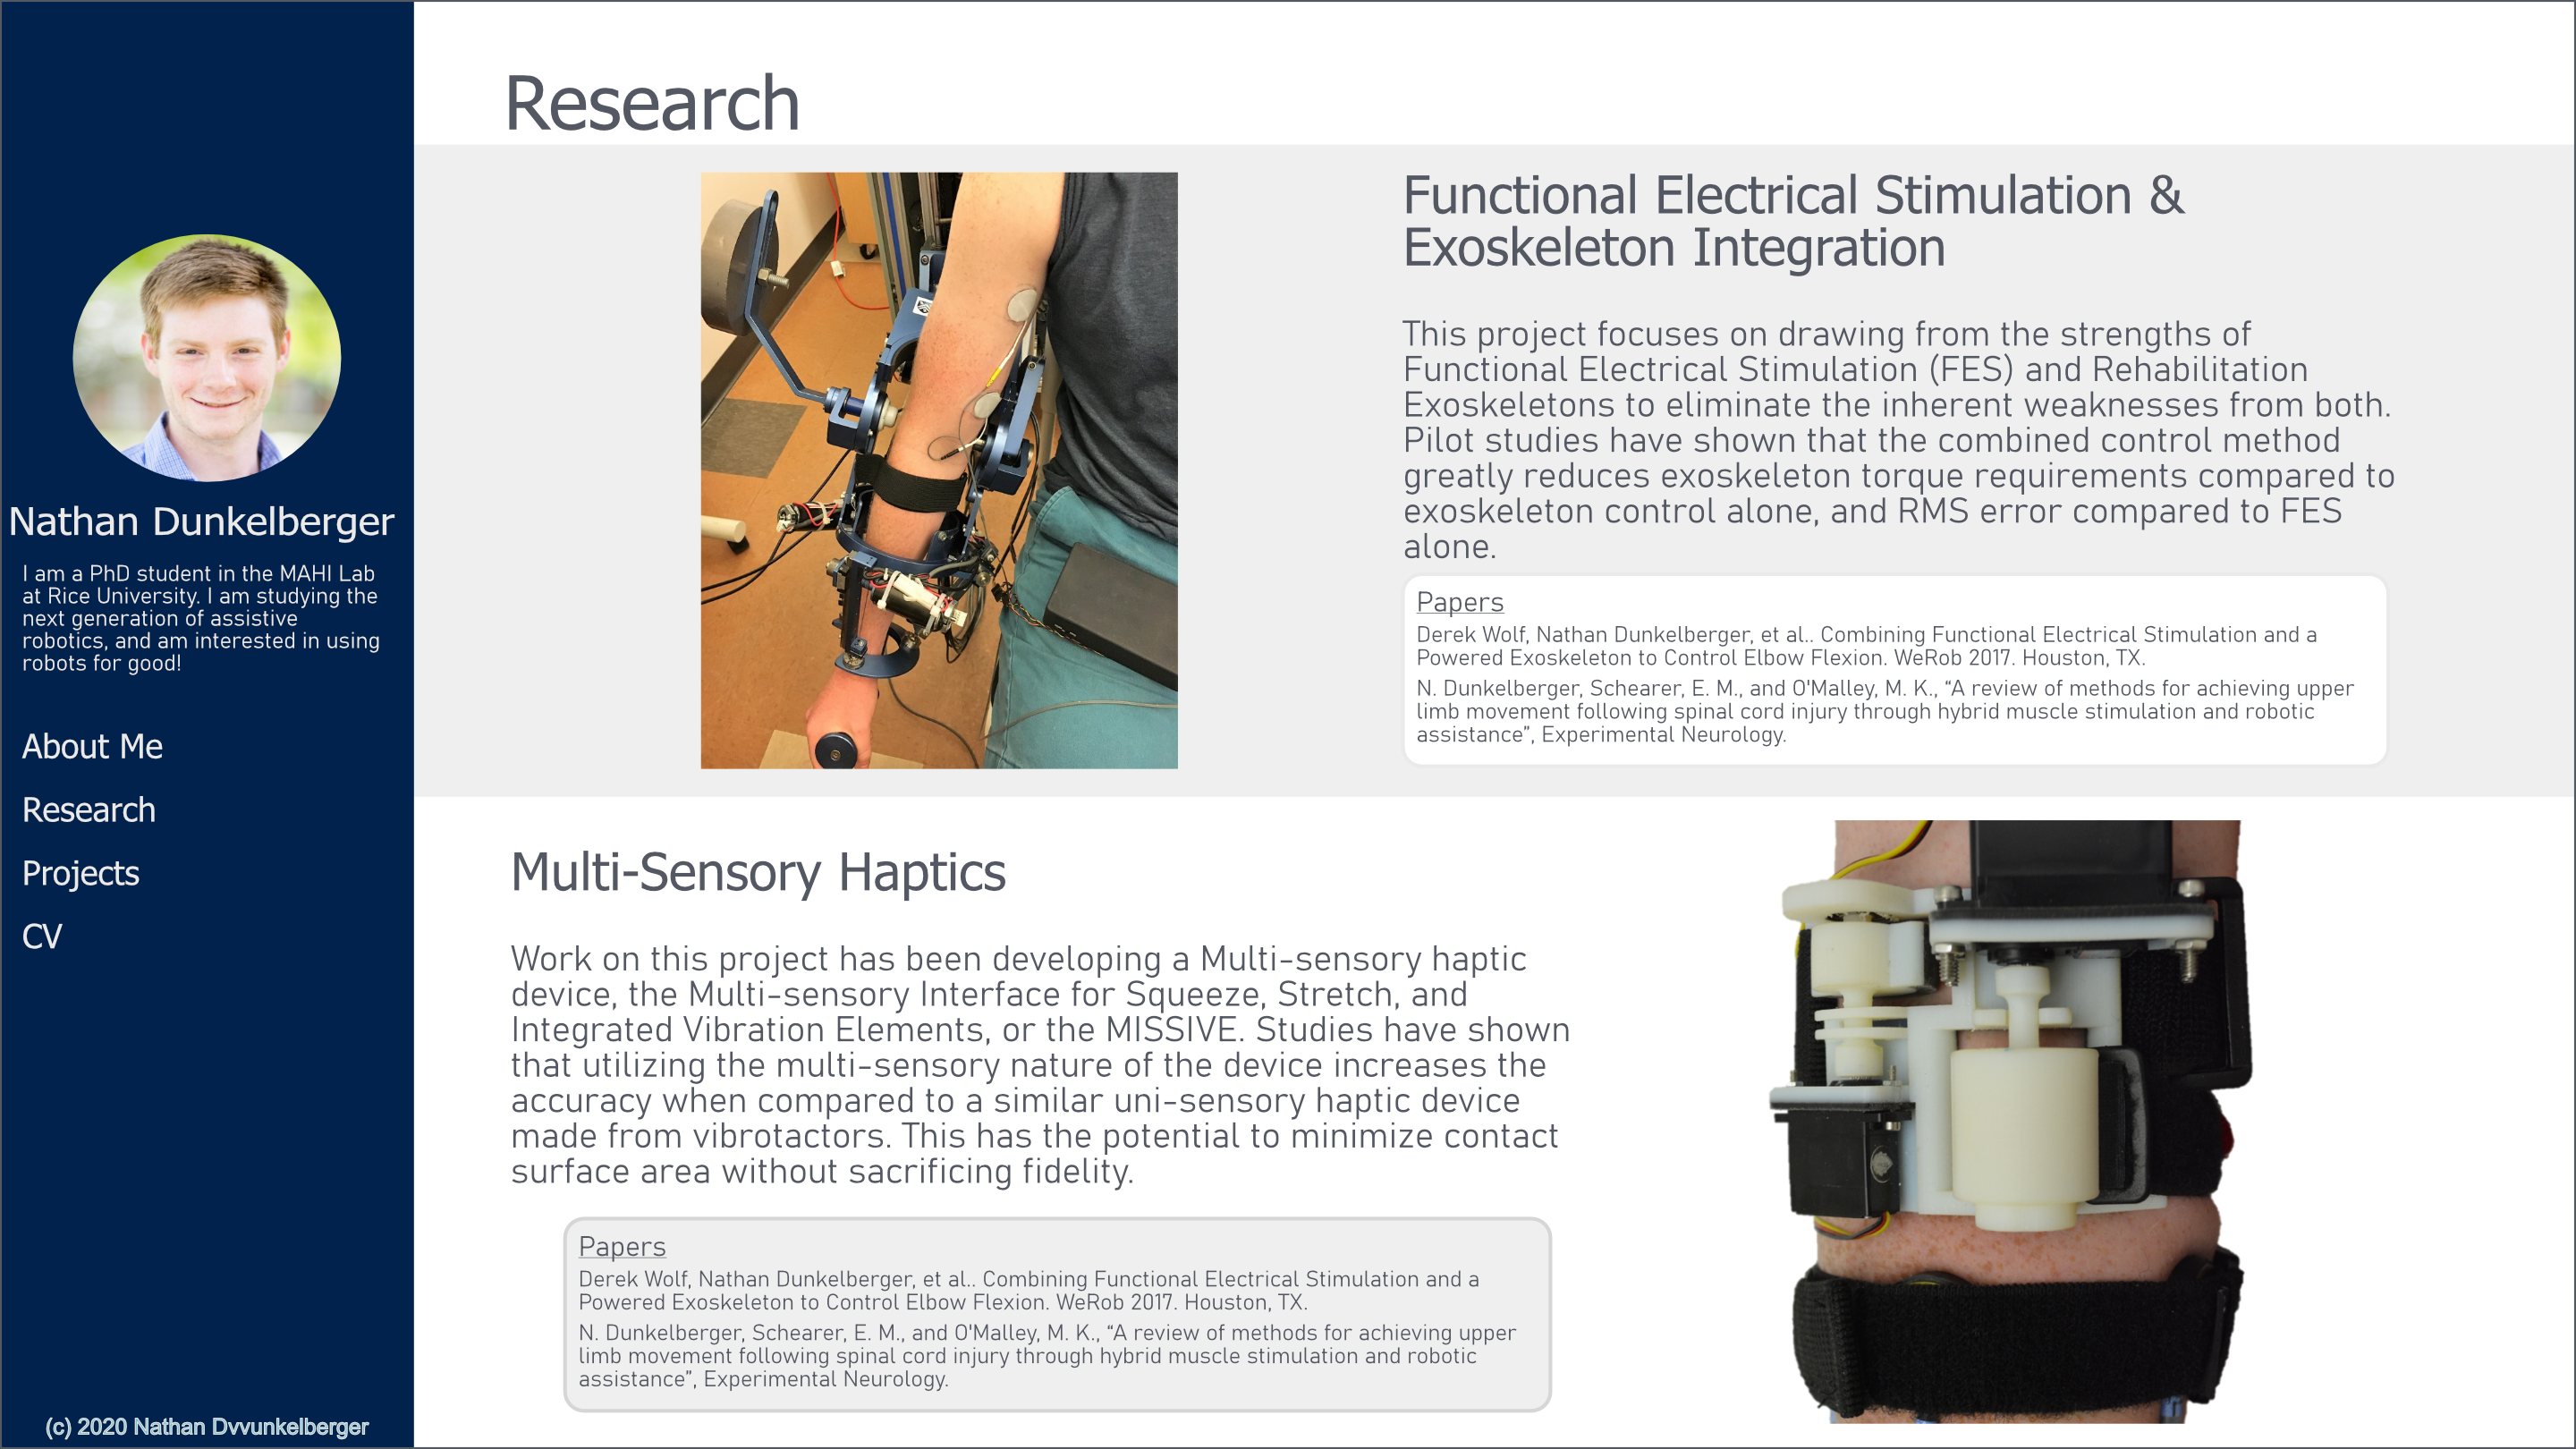 Nathan Dunkelberger
I am a PhD student in the MAHI Lab
at Rice University. I am studying the
next generation of assistive
robotics, and am interested in using
robots for good!
About Me
Research
Projects
CV
(c) 2020 Nathan Dvvunkelberger
Research
Functional Electrical Stimulation &
Exoskeleton Integration
This project focuses on drawing from the strengths of
Functional Electrical Stimulation (FES) and Rehabilitation
Exoskeletons to eliminate the inherent weaknesses from both.
Pilot studies have shown that the combined control method
greatly reduces exoskeleton torque requirements compared to
exoskeleton control alone, and RMS error compared to FES
alone.
Papers
Derek Wolf, Nathan Dunkelberger, et al.. Combining Functional Electrical Stimulation and a
Powered Exoskeleton to Control Elbow Flexion. WeRob 2017. Houston, TX.
N. Dunkelberger, Schearer, E. M., and O'Malley, M. K., “A review of methods for achieving upper
limb movement following spinal cord injury through hybrid muscle stimulation and robotic
assistance”, Experimental Neurology.
Multi-Sensory Haptics
Work on this project has been developing a Multi-sensory haptic
device, the Multi-sensory Interface for Squeeze, Stretch, and
Integrated Vibration Elements, or the MISSIVE. Studies have shown
that utilizing the multi-sensory nature of the device increases the
accuracy when compared to a similar uni-sensory haptic device
made from vibrotactors. This has the potential to minimize contact
surface area without sacrificing fidelity.
Papers
Derek Wolf, Nathan Dunkelberger, et al.. Combining Functional Electrical Stimulation and a
Powered Exoskeleton to Control Elbow Flexion. WeRob 2017. Houston, TX.
N. Dunkelberger, Schearer, E. M., and O'Malley, M. K., “A review of methods for achieving upper
limb movement following spinal cord injury through hybrid muscle stimulation and robotic
assistance”, Experimental Neurology.